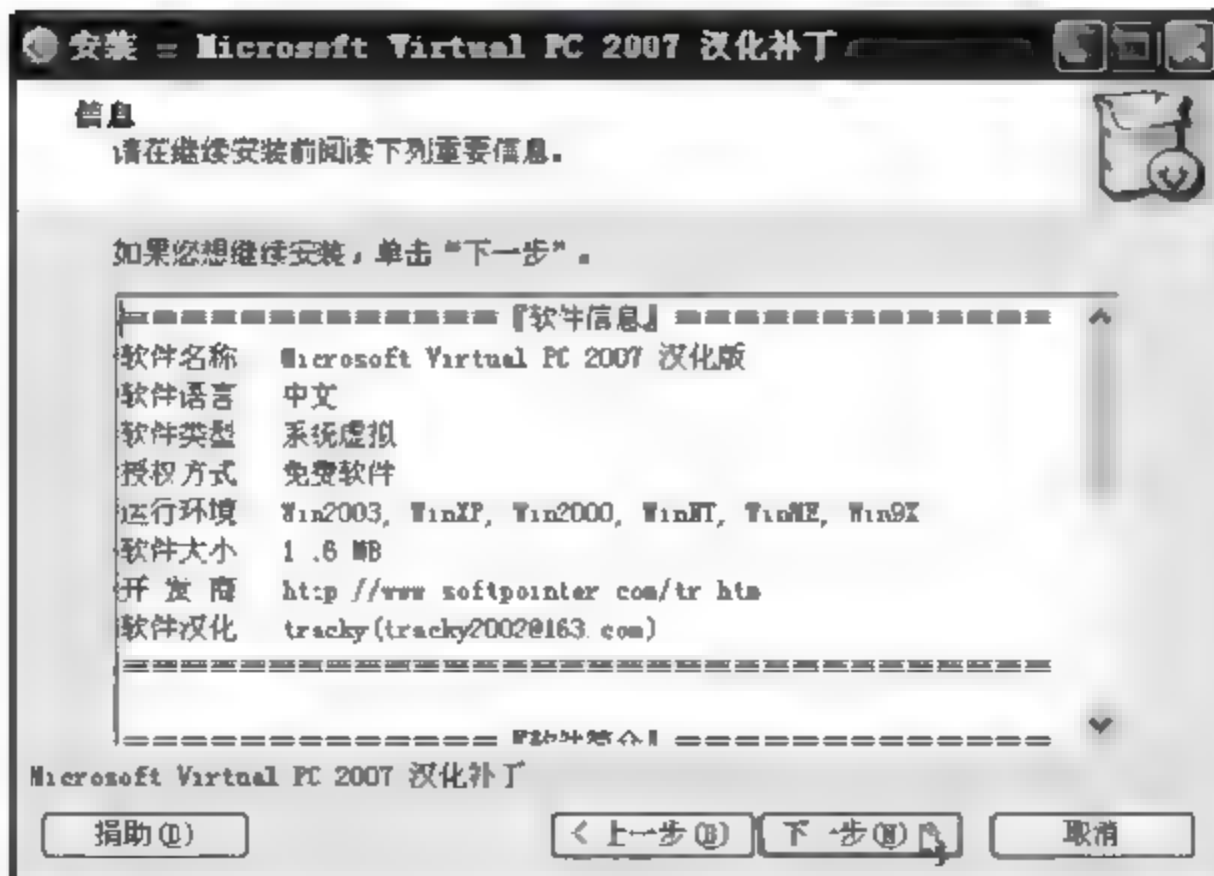 安装 - Microsoft Virtual PC 2007 汉化补丁
信息
请在继续安装前阅读下列重要信息。
如果您想继续安装，单击“下一步”。
============= 『软件信息』 =============
软件名称 Microsoft Virtual PC 2007 汉化版
软件语言 中文
软件类型 系统虚拟
授权方式 免费软件
运行环境 Win2003, WinXP, Win2000, WinNT, WinME, Win9X
软件大小 1.6 MB
开 发 商 http://www softpointer com/tr htm
软件汉化 tracky(tracky2002@163.com)
================================
============= 『软件简介』 =============
Microsoft Virtual PC 2007 汉化补丁
捐助(D)
< 上一步(B)
下一步(N) >
取消